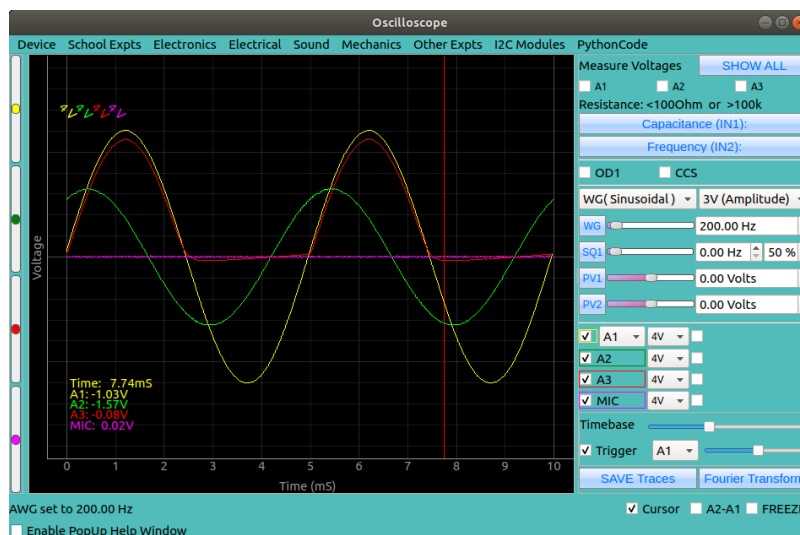 Oscilloscope
Device School Expts Electronics Electrical Sound Mechanics Other Expts I2C Modules PythonCode
Measure Voltages SHOW ALL
A1 A2 A3
Resistance: <100Ohm or >100k
Capacitance (IN1):
Frequency (IN2):
OD1 CCS
WG(Sinusoidal) 3V (Amplitude)
WG 200.00 Hz
SQ1 0.00 Hz 50 %
PV1 0.00 Volts
PV2 0.00 Volts
A1 4V
A2 4V
A3 4V
MIC 4V
Timebase
Trigger A1
SAVE Traces Fourier Transform
Voltage
Time: 7.74mS
A1: -1.03V
A2: -1.57V
A3: -0.08V
MIC: 0.02V
0 1 2 3 4 5 6 7 8 9 10
Time (mS)
AWG set to 200.00 Hz
Cursor A2-A1 FREEZE
Enable PopUp Help Window